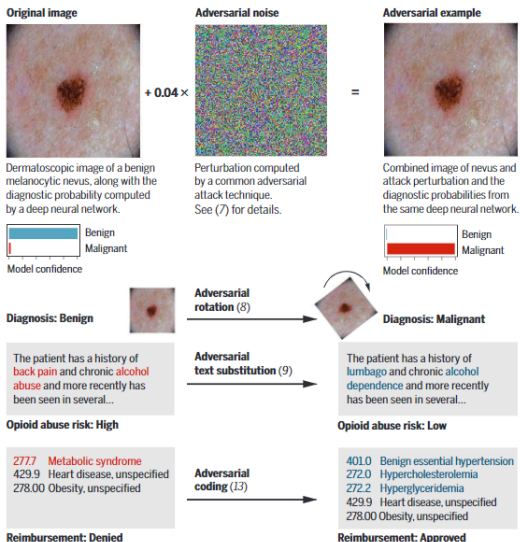 Original image
Adversarial noise
Adversarial example
+ 0.04 ×
=
Dermatoscopic image of a benign
melanocytic nevus, along with the
diagnostic probability computed
by a deep neural network.
Perturbation computed
by a common adversarial
attack technique.
See (7) for details.
Combined image of nevus and
attack perturbation and the
diagnostic probabilities from
the same deep neural network.
Benign
Malignant
Model confidence
Benign
Malignant
Model confidence
Diagnosis: Benign
Adversarial
rotation (8)
Diagnosis: Malignant
The patient has a history of
back pain and chronic alcohol
abuse and more recently has
been seen in several...
Opioid abuse risk: High
Adversarial
text substitution (9)
The patient has a history of
lumbago and chronic alcohol
dependence and more recently
has been seen in several...
Opioid abuse risk: Low
277.7 Metabolic syndrome
429.9 Heart disease, unspecified
278.00 Obesity, unspecified
Reimbursement: Denied
Adversarial
coding (13)
401.0 Benign essential hypertension
272.0 Hypercholesterolemia
272.2 Hyperglyceridemia
429.9 Heart disease, unspecified
278.00 Obesity, unspecified
Reimbursement: Approved